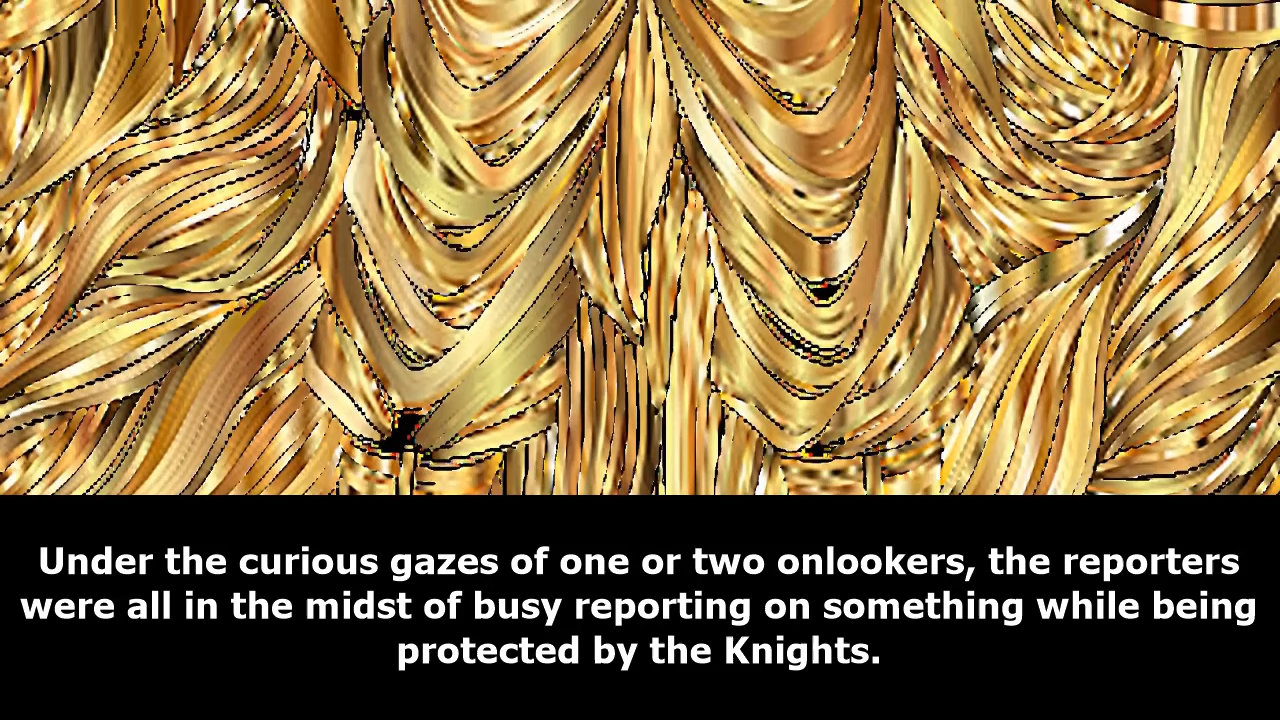 Under the curious gazes of one or two onlookers, the reporters
were all in the midst of busy reporting on something while being
protected by the Knights.